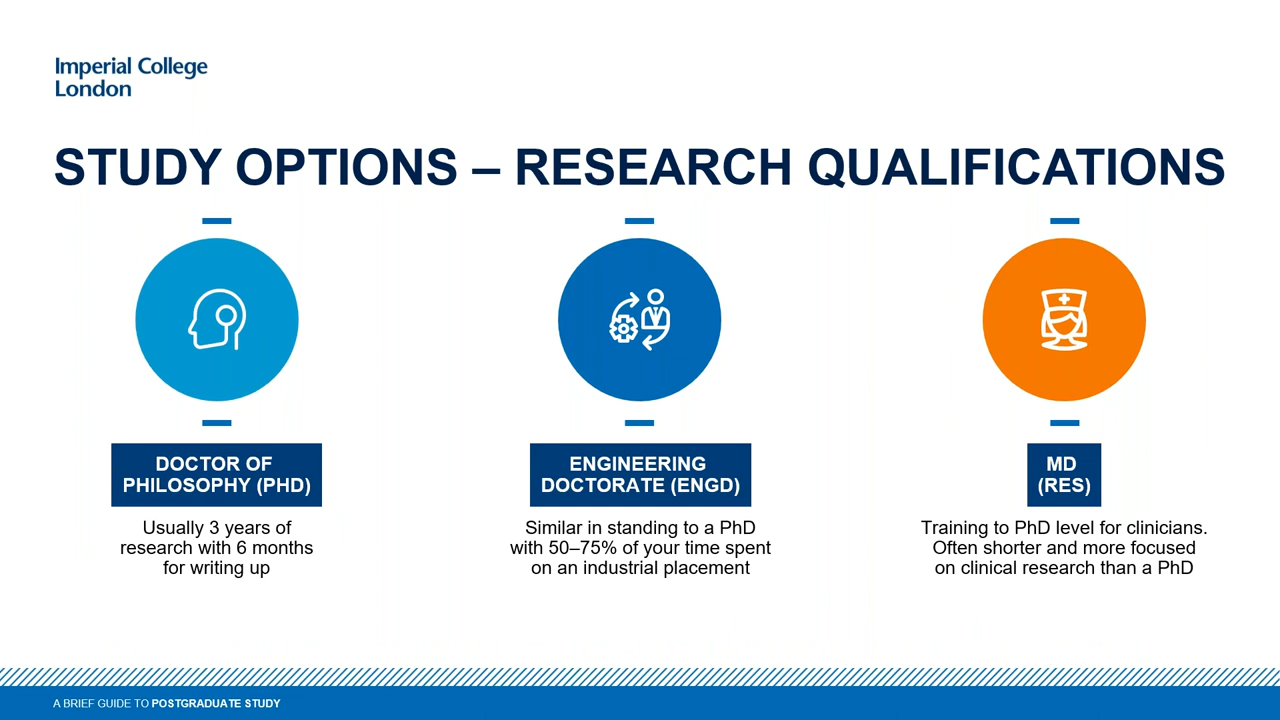 Imperial College
London
STUDY OPTIONS – RESEARCH QUALIFICATIONS
DOCTOR OF
PHILOSOPHY (PHD)
Usually 3 years of
research with 6 months
for writing up
ENGINEERING
DOCTORATE (ENGD)
Similar in standing to a PhD
with 50–75% of your time spent
on an industrial placement
MD
(RES)
Training to PhD level for clinicians.
Often shorter and more focused
on clinical research than a PhD
A BRIEF GUIDE TO POSTGRADUATE STUDY